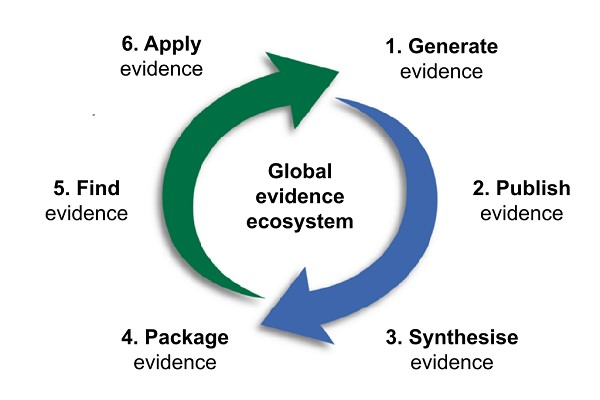 6. Apply
evidence
1. Generate
evidence
5. Find
evidence
Global
evidence
ecosystem
2. Publish
evidence
4. Package
evidence
3. Synthesise
evidence